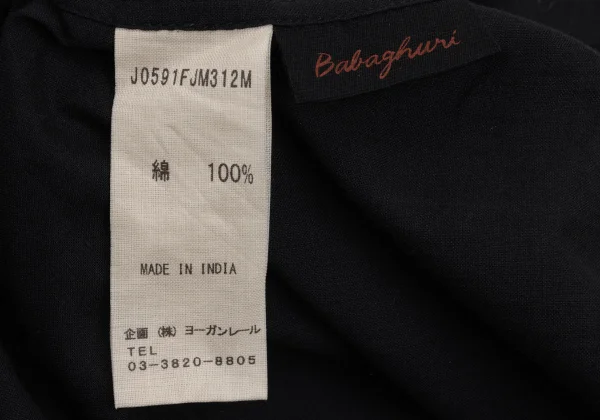 J0591FJM312M
Babaghuri
綿 100%
MADE IN INDIA
企画 (株) ヨーガンレール
TEL
03-3820-8805